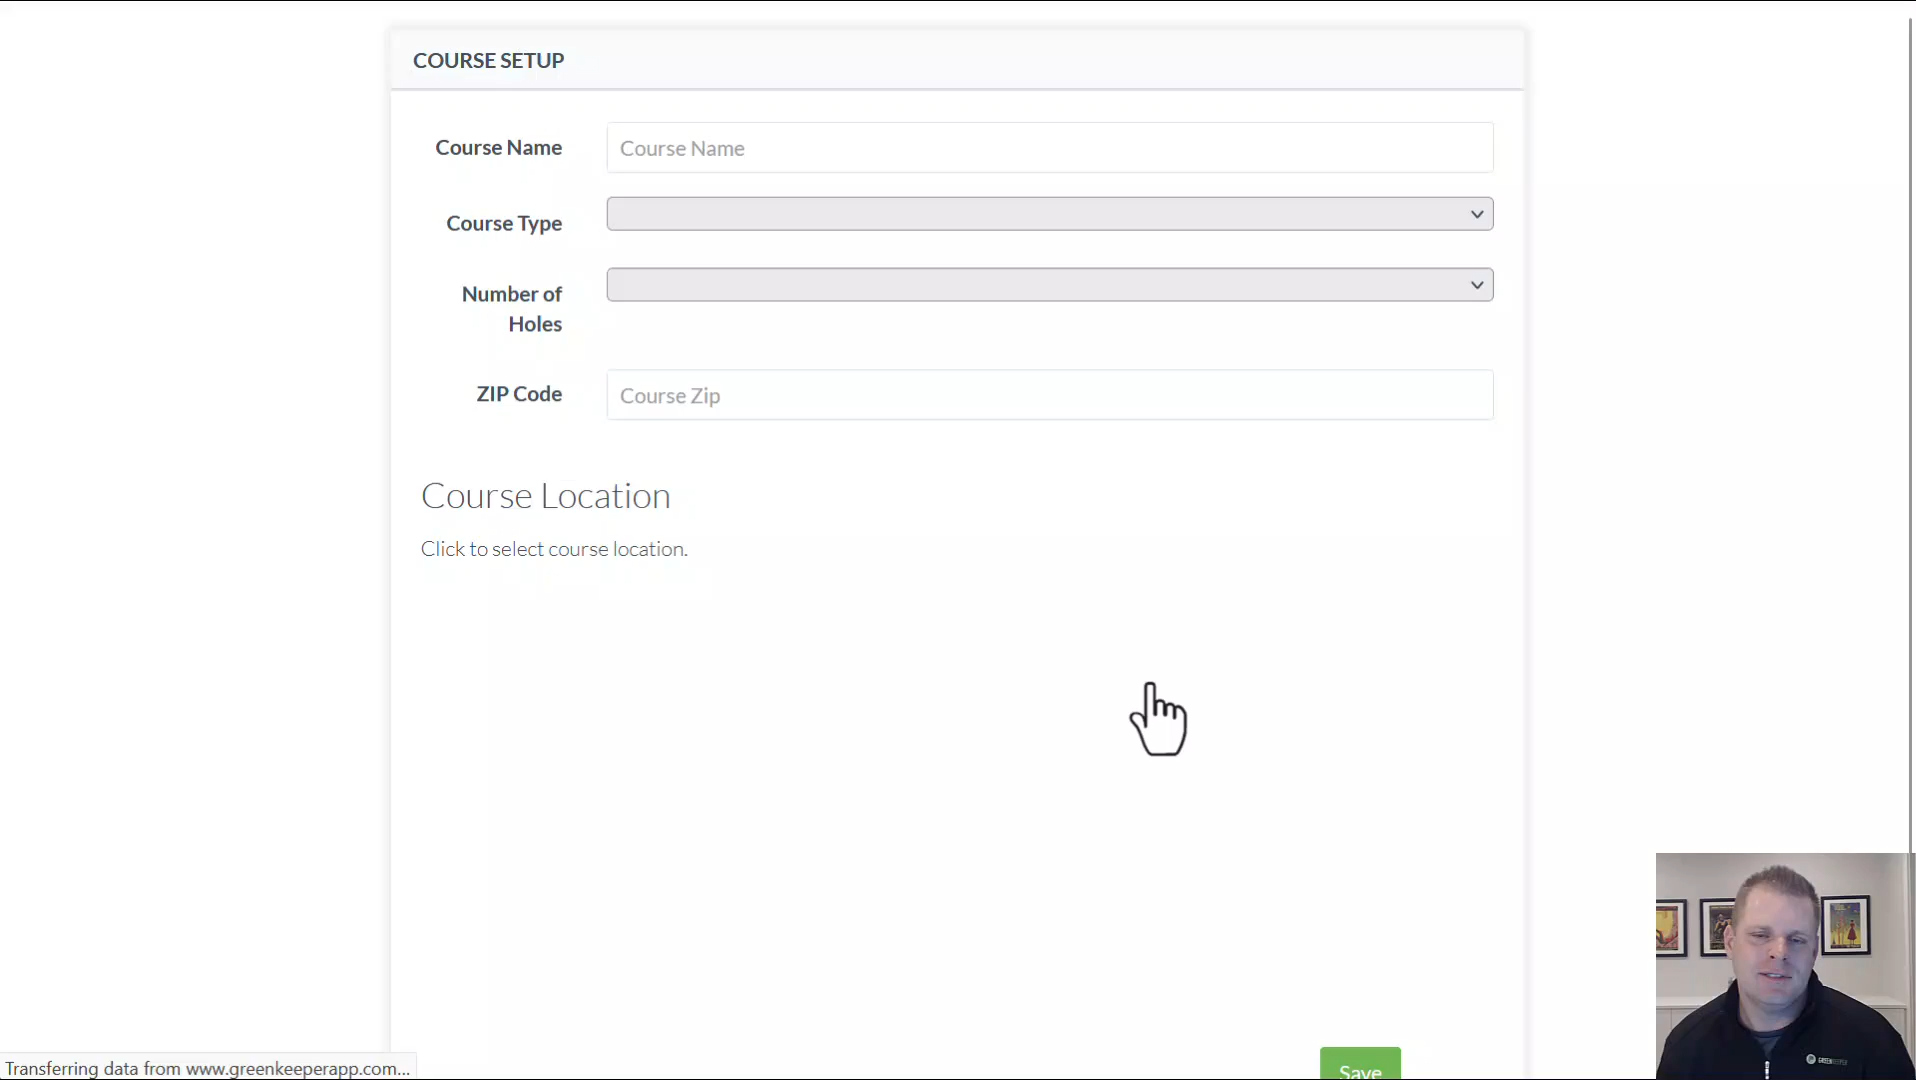 COURSE SETUP
Course Name
Course Name
Course Type
Number of
Holes
ZIP Code
Course Zip
Course Location
Click to select course location.
Save
Transferring data from www.greenkeeperapp.com...
GREENKEEPER